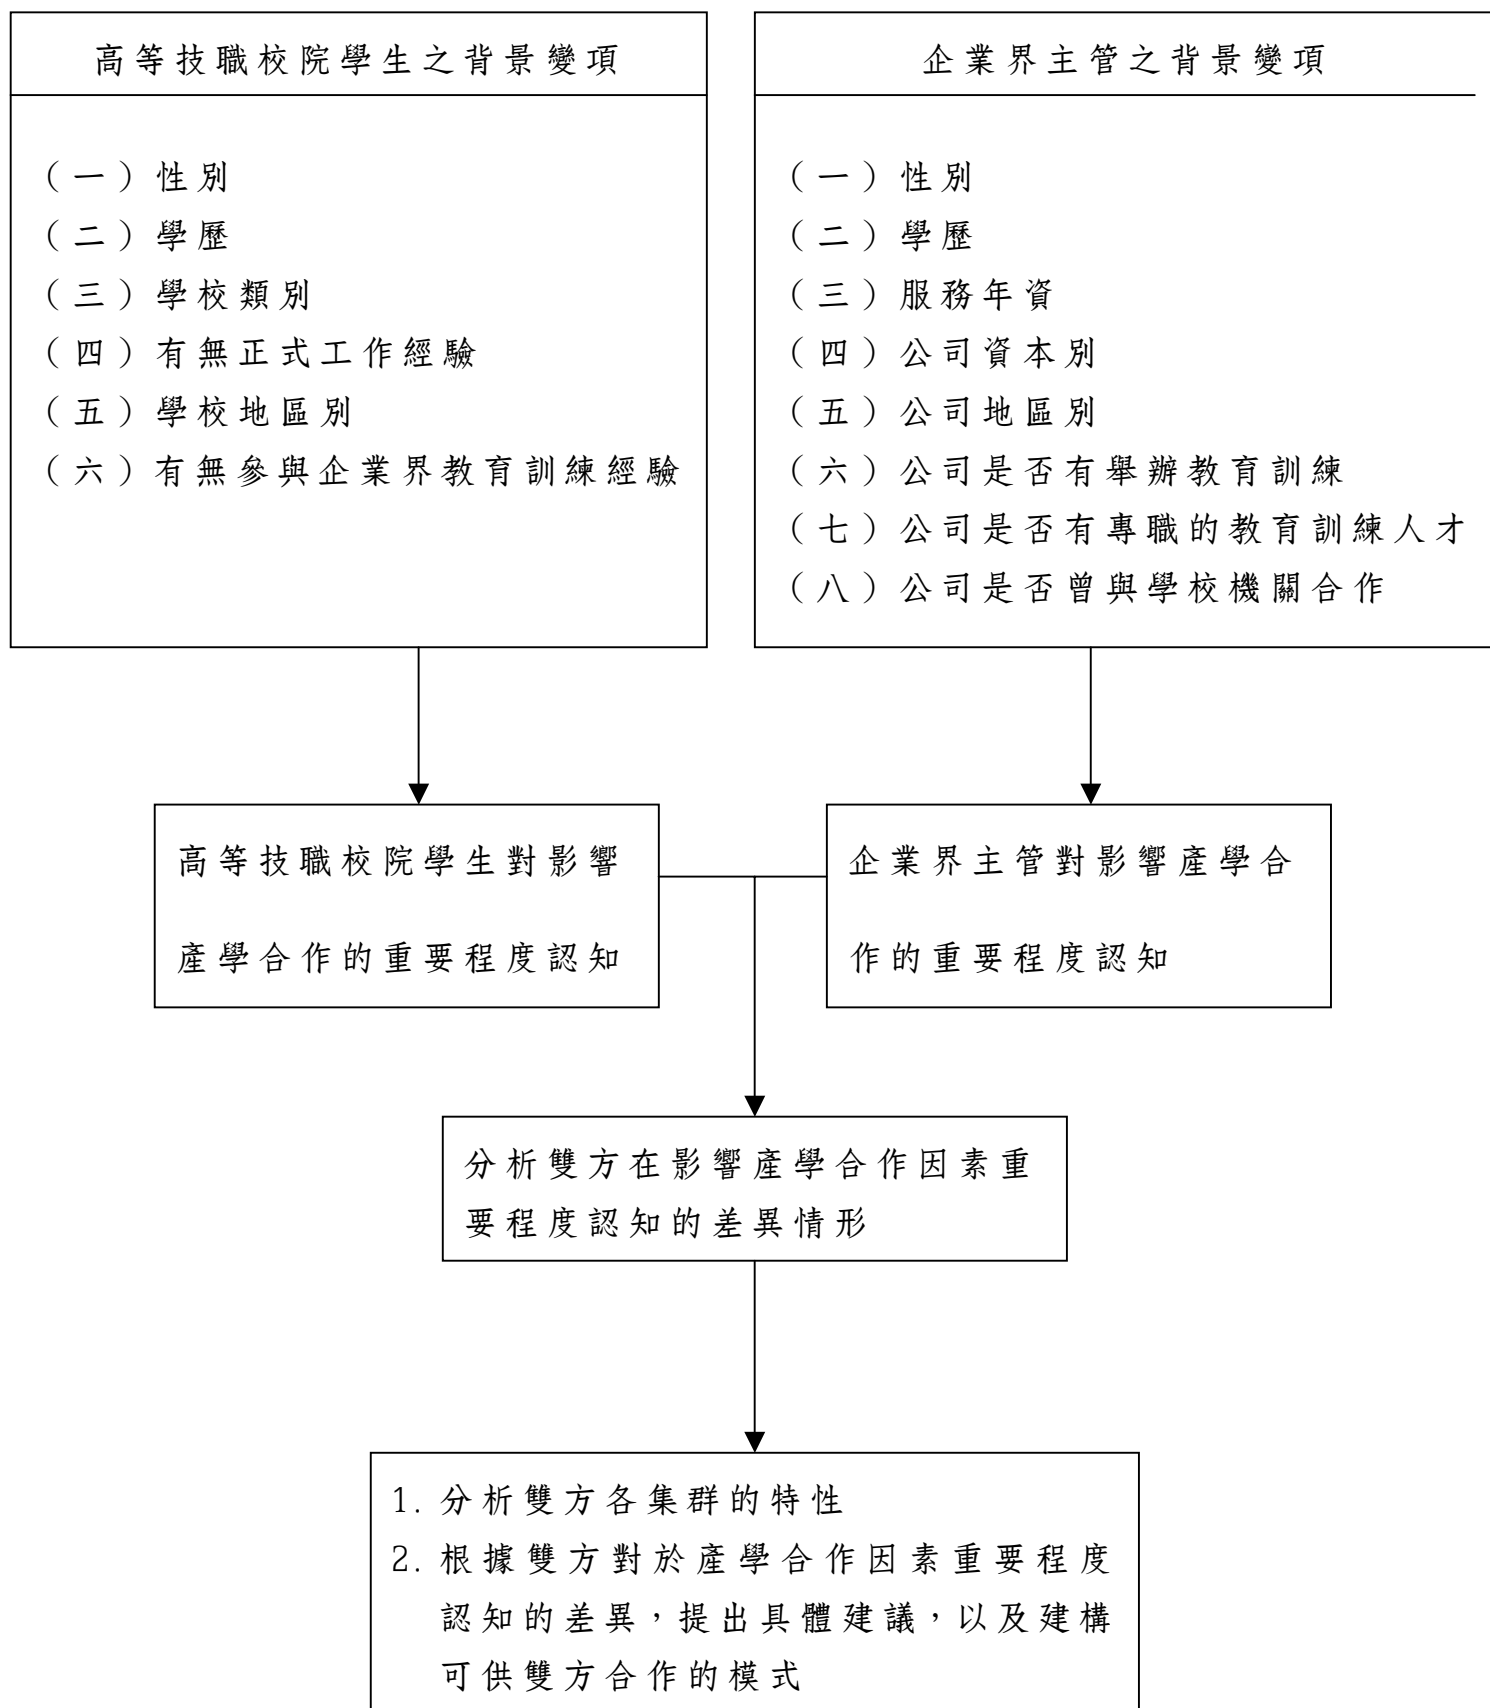 高等技職校院學生之背景變項
(一)性別
(二)學歷
(三)學校類別
(四)有無正式工作經驗
(五)學校地區別
(六)有無參與企業界教育訓練經驗
企業界主管之背景變項
(一)性別
(二)學歷
(三)服務年資
(四)公司資本別
(五)公司地區別
(六)公司是否有舉辦教育訓練
(七)公司是否有專職的教育訓練人才
(八)公司是否曾與學校機關合作
高等技職校院學生對影響
產學合作的重要程度認知
企業界主管對影響產學合
作的重要程度認知
分析雙方在影響產學合作因素重
要程度認知的差異情形
1. 分析雙方各集群的特性
2. 根據雙方對於產學合作因素重要程度
認知的差異,提出具體建議,以及建構
可供雙方合作的模式